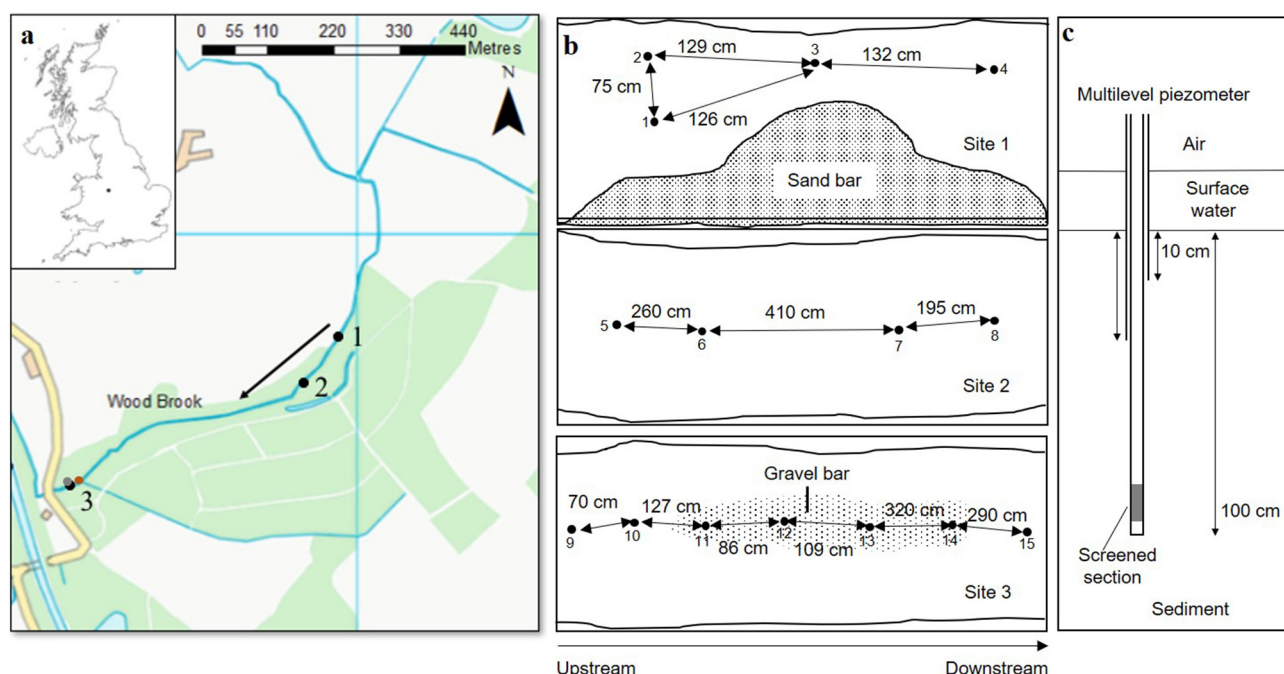 a
0 55 110 220 330 440
Metres
N
1
2
Wood Brook
3
b
129 cm
3
132 cm
2
4
75 cm
126 cm
1
Site 1
Sand bar
260 cm
410 cm
195 cm
5
6
7
8
Site 2
Gravel bar
70 cm
127 cm
320 cm
290 cm
9
10
11
12
13
14
15
86 cm
109 cm
Site 3
Upstream
Downstream
c
Multilevel piezometer
Air
Surface
water
10 cm
100 cm
Screened
section
Sediment